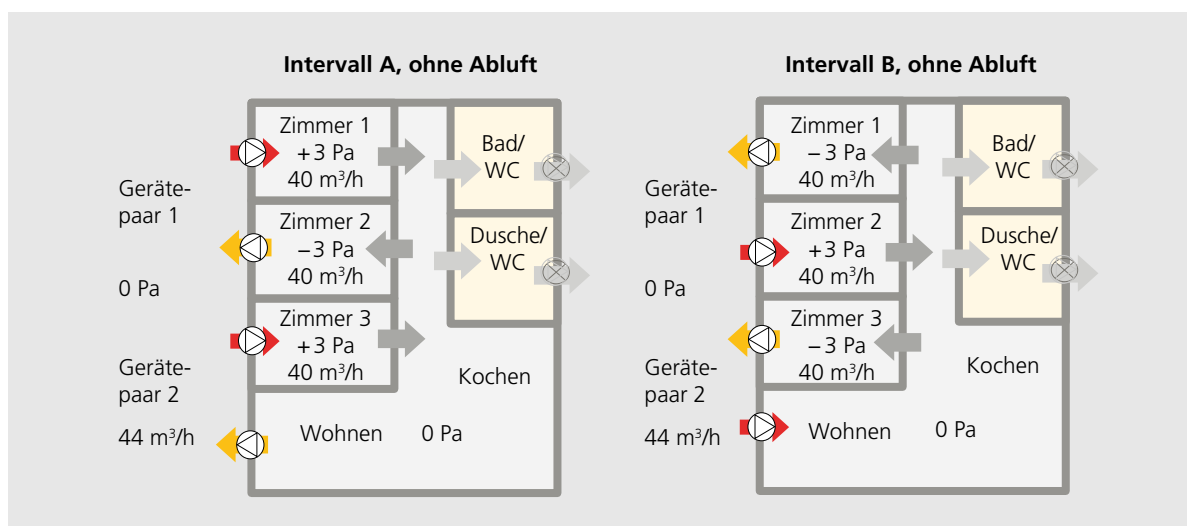 Intervall A, ohne Abluft
Zimmer 1
+3 Pa
40 m³/h
Bad/
WC
Geräte-
paar 1
Zimmer 2
−3 Pa
40 m³/h
Dusche/
WC
0 Pa
Zimmer 3
+3 Pa
40 m³/h
Geräte-
paar 2
Kochen
44 m³/h
Wohnen 0 Pa
Intervall B, ohne Abluft
Zimmer 1
−3 Pa
40 m³/h
Bad/
WC
Geräte-
paar 1
Zimmer 2
+3 Pa
40 m³/h
Dusche/
WC
0 Pa
Zimmer 3
−3 Pa
40 m³/h
Geräte-
paar 2
Kochen
44 m³/h
Wohnen 0 Pa